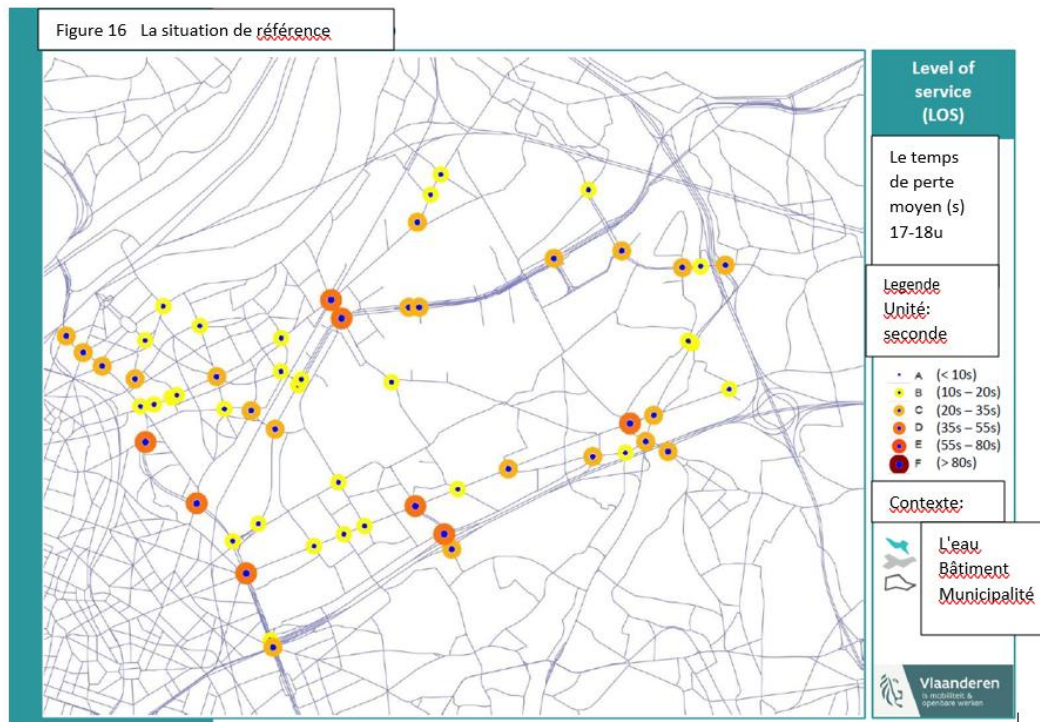 Figure 16 La situation de référence
Level of
service
(LOS)
Le temps
de perte
moyen (s)
17-18u
Legende
Unité:
seconde
A (< 10s)
B (10s – 20s)
C (20s – 35s)
D (35s – 55s)
E (55s – 80s)
F (> 80s)
Contexte:
L'eau
Bâtiment
Municipalité
Vlaanderen
is mobiliteit &
openbare werken